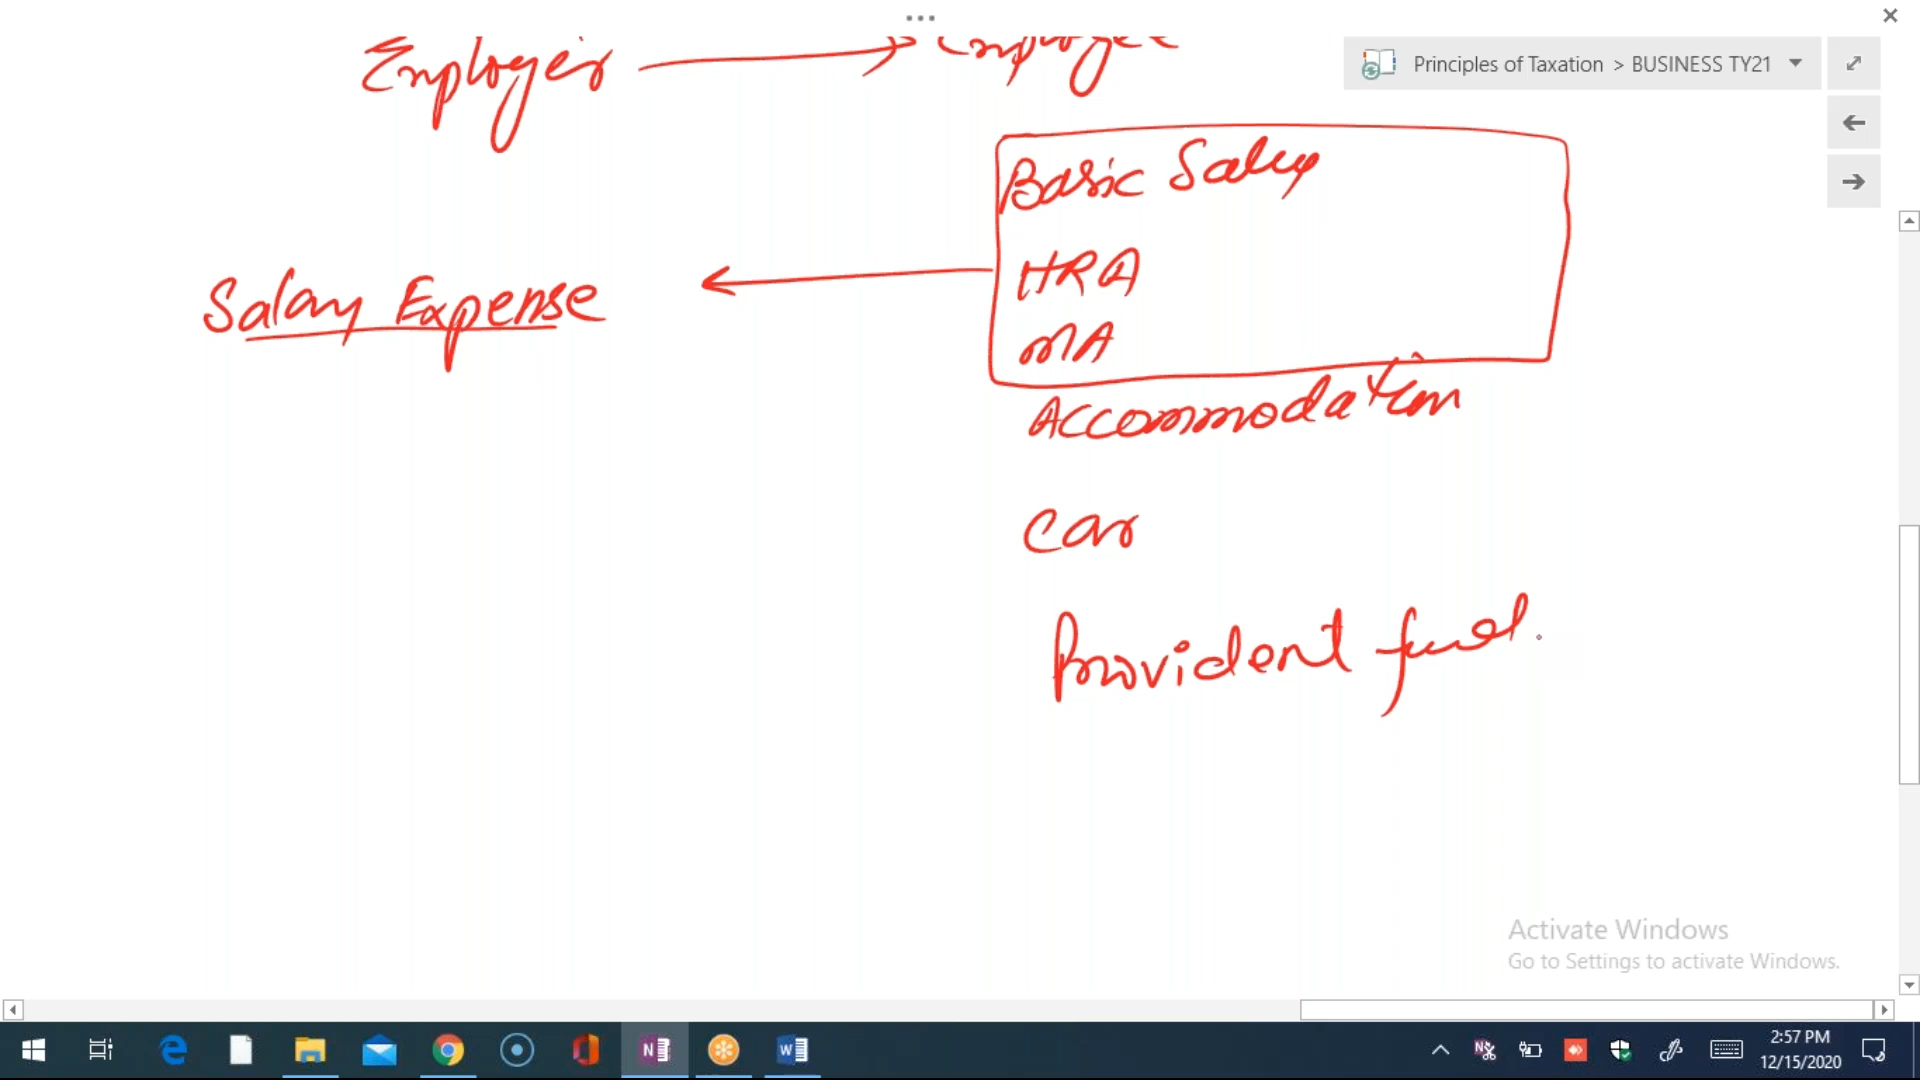 Principles of Taxation > BUSINESS TY21
Employer
Employee
Basic Salary
HRA
Salary Expense
MA
Accommodation
Car
Provident fund.
Activate Windows
Go to Settings to activate Windows.
2:57 PM
12/15/2020